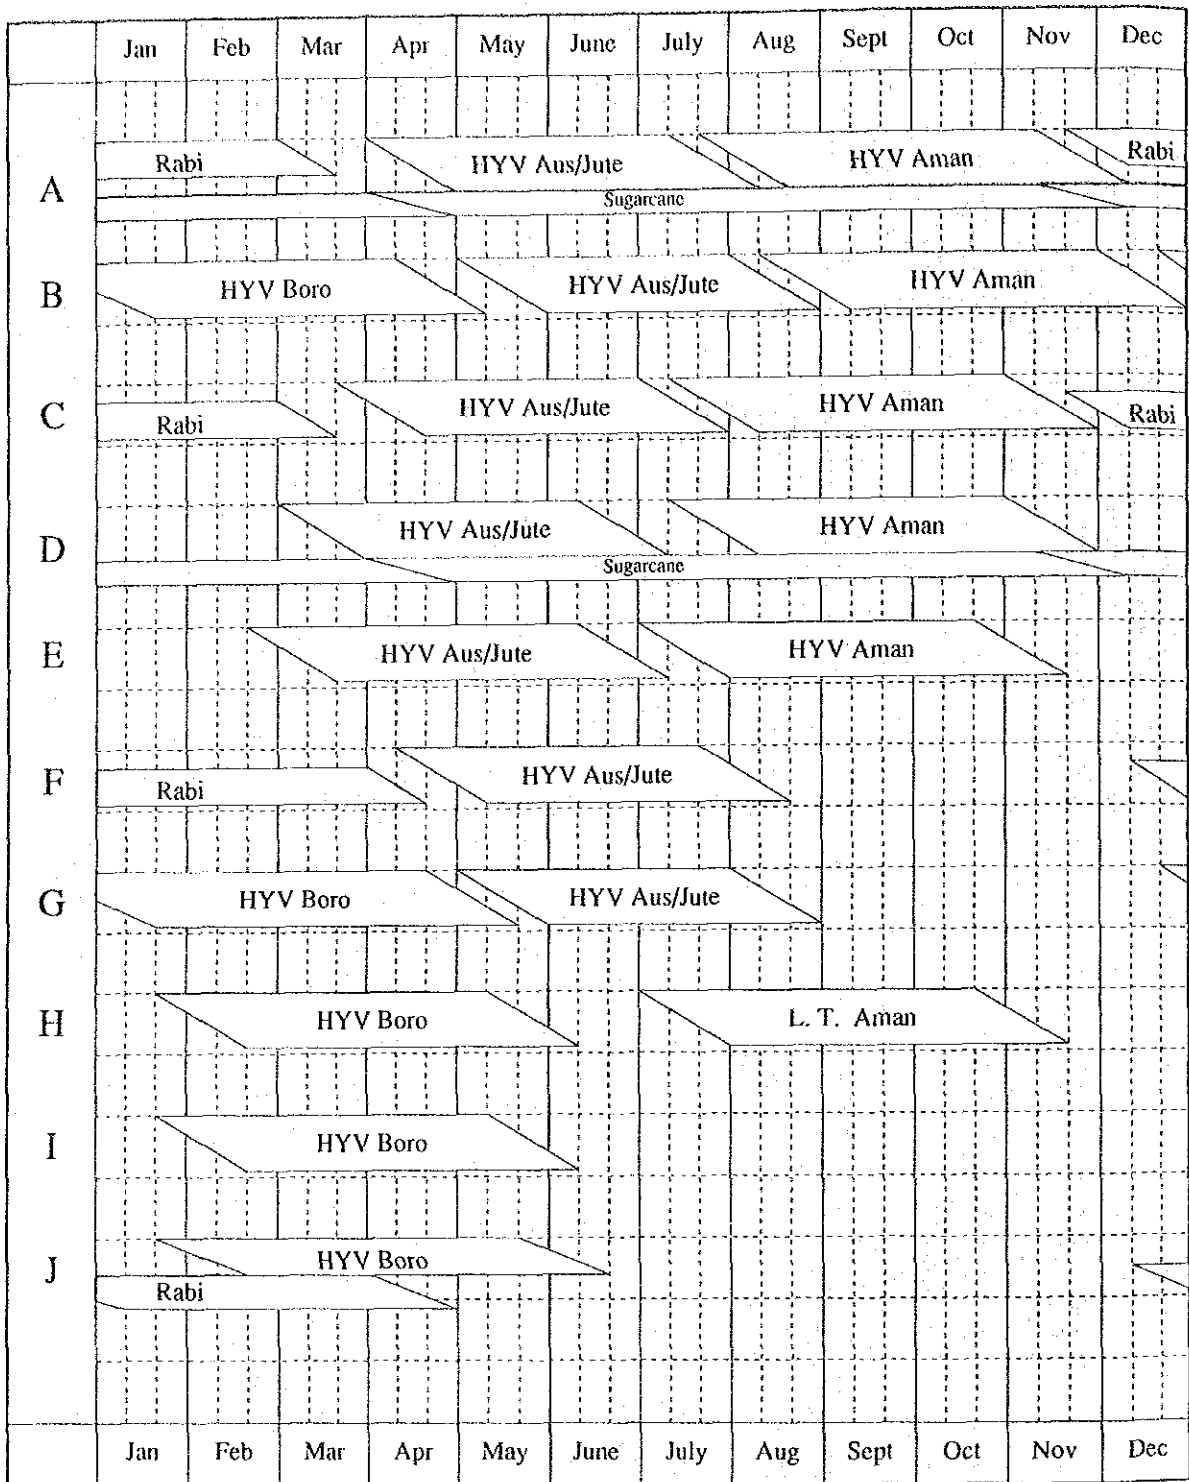 Jan Feb Mar Apr May June July Aug Sept Oct Nov Dec
A
Rabi HYV Aus/Jute HYV Aman Rabi
Sugarcane
B HYV Boro HYV Aus/Jute HYV Aman
C Rabi HYV Aus/Jute HYV Aman Rabi
D HYV Aus/Jute HYV Aman
Sugarcane
E HYV Aus/Jute HYV Aman
F Rabi HYV Aus/Jute
G HYV Boro HYV Aus/Jute
H HYV Boro L. T. Aman
I HYV Boro
J HYV Boro
Rabi
Jan Feb Mar Apr May June July Aug Sept Oct Nov Dec